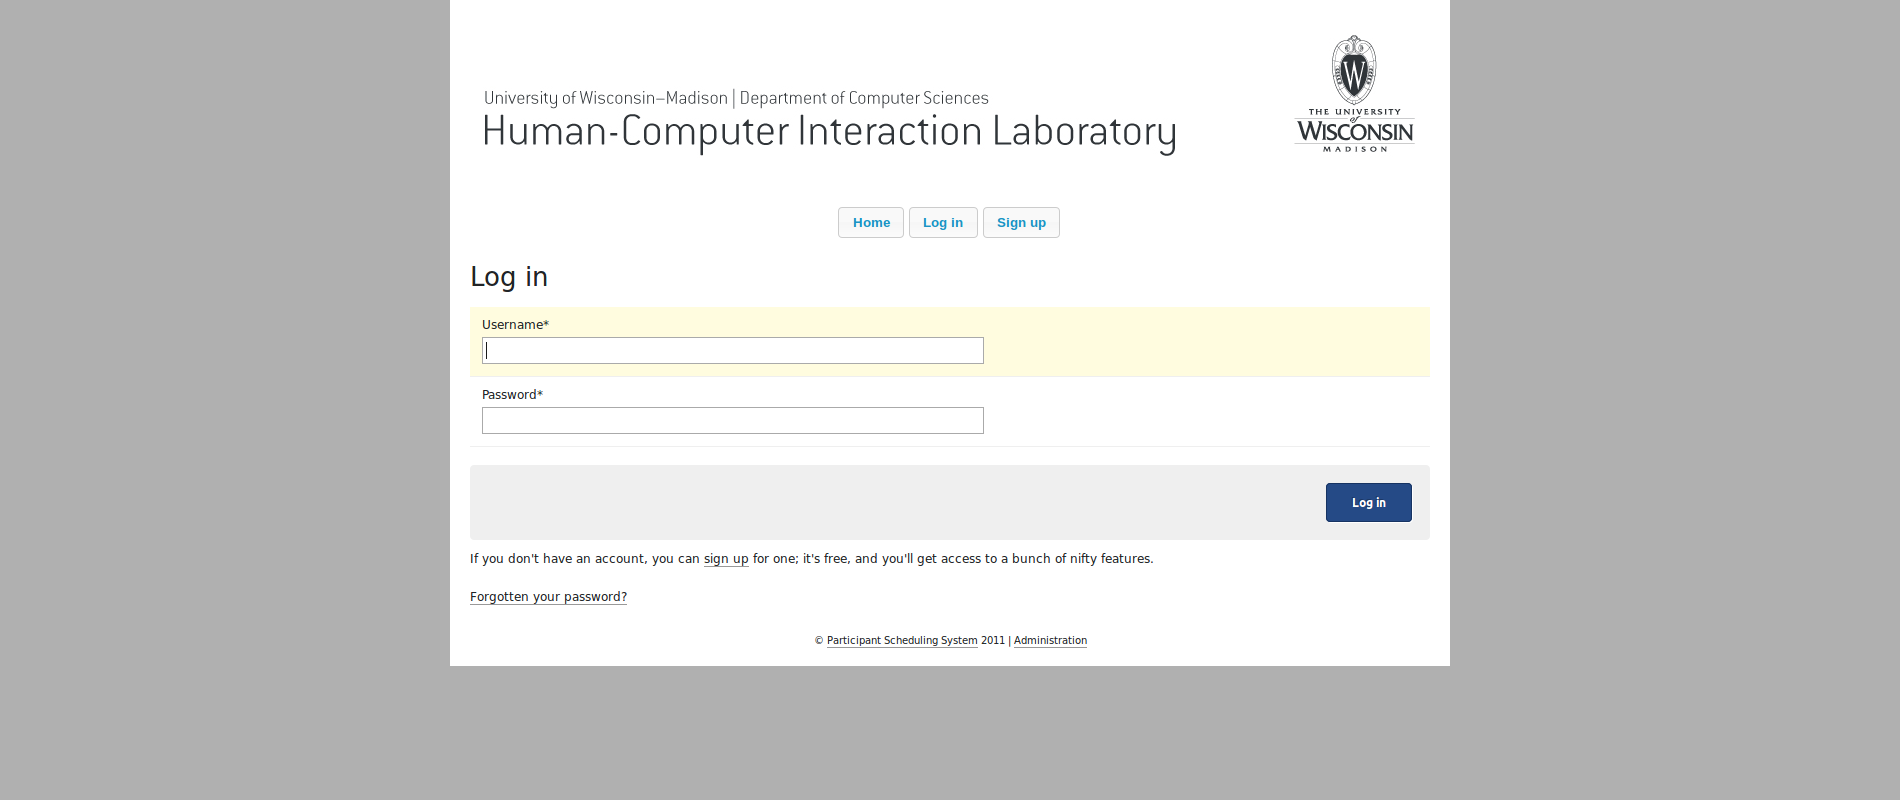 University of Wisconsin–Madison | Department of Computer Sciences
Human-Computer Interaction Laboratory
W
THE UNIVERSITY
of
WISCONSIN
MADISON
Home Log in Sign up
Log in
Username*
Password*
Log in
If you don't have an account, you can sign up for one; it's free, and you'll get access to a bunch of nifty features.
Forgotten your password?
© Participant Scheduling System 2011 | Administration